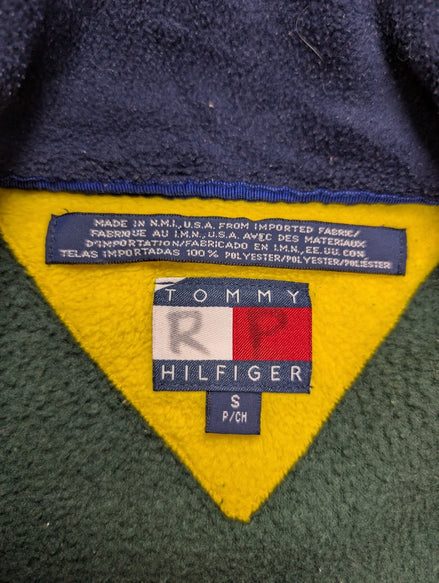 MADE IN N.M.I., U.S.A. FROM IMPORTED FABRIC/
FABRIQUE AU I.M.N., U.S.A. AVEC DES MATERIAUX
D'IMPORTATION/FABRICADO EN I.M.N., EE.UU. CON
TELAS IMPORTADAS 100% POLYESTER/POLYESTER/POLIESTER
TOMMY
R P
HILFIGER
S
P/CH